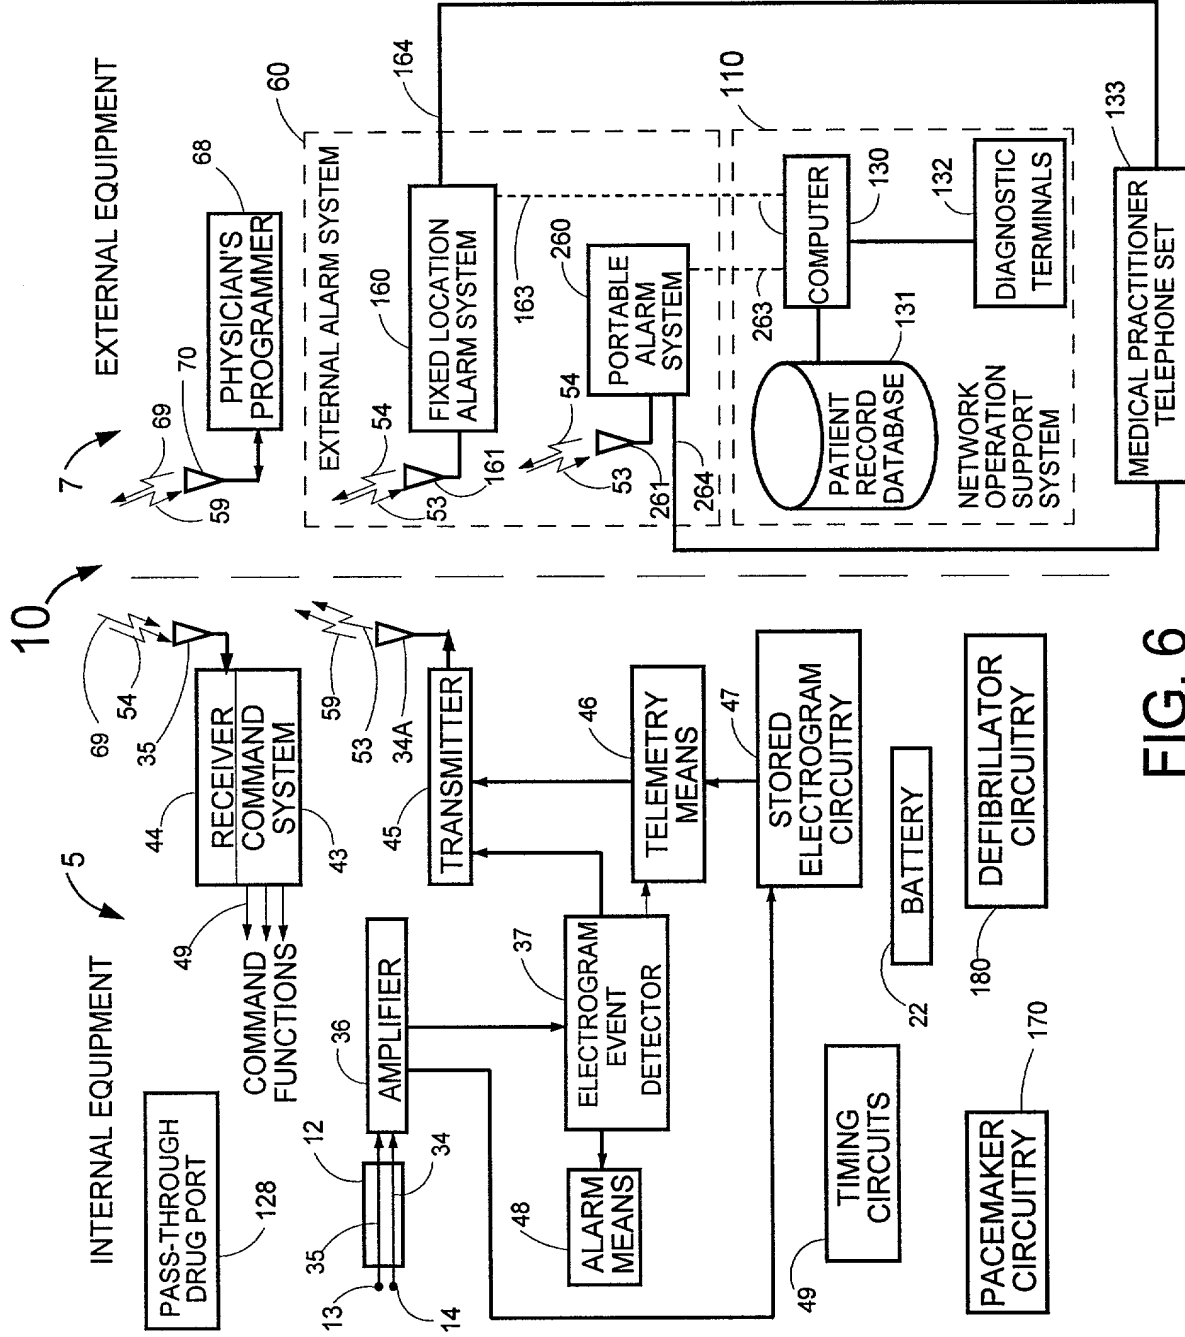 10
INTERNAL EQUIPMENT
5
7
EXTERNAL EQUIPMENT
PASS-THROUGH
DRUG PORT
128
49
COMMAND
FUNCTIONS
44
RECEIVER
COMMAND
SYSTEM
43
69
54
35
12
35
34
13
14
36
AMPLIFIER
45
TRANSMITTER
59
53
34A
37
ELECTROGRAM
EVENT
DETECTOR
48
ALARM
MEANS
46
TELEMETRY
MEANS
47
STORED
ELECTROGRAM
CIRCUITRY
TIMING
CIRCUITS
49
BATTERY
22
PACEMAKER
CIRCUITRY
170
DEFIBRILLATOR
CIRCUITRY
180
69
70
59
PHYSICIAN'S
PROGRAMMER
68
60
EXTERNAL ALARM SYSTEM
54
53
161
160
FIXED LOCATION
ALARM SYSTEM
164
163
54
53
261
264
260
PORTABLE
ALARM
SYSTEM
263
110
COMPUTER
130
131
PATIENT
RECORD
DATABASE
132
DIAGNOSTIC
TERMINALS
NETWORK
OPERATION
SUPPORT
SYSTEM
133
MEDICAL PRACTITIONER
TELEPHONE SET
FIG. 6